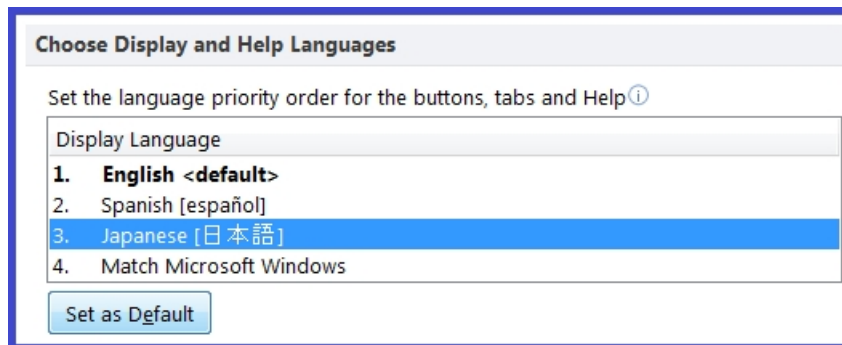 Choose Display and Help Languages
Set the language priority order for the buttons, tabs and Help
Display Language
1. English <default>
2. Spanish [español]
3. Japanese [日本語]
4. Match Microsoft Windows
Set as Default